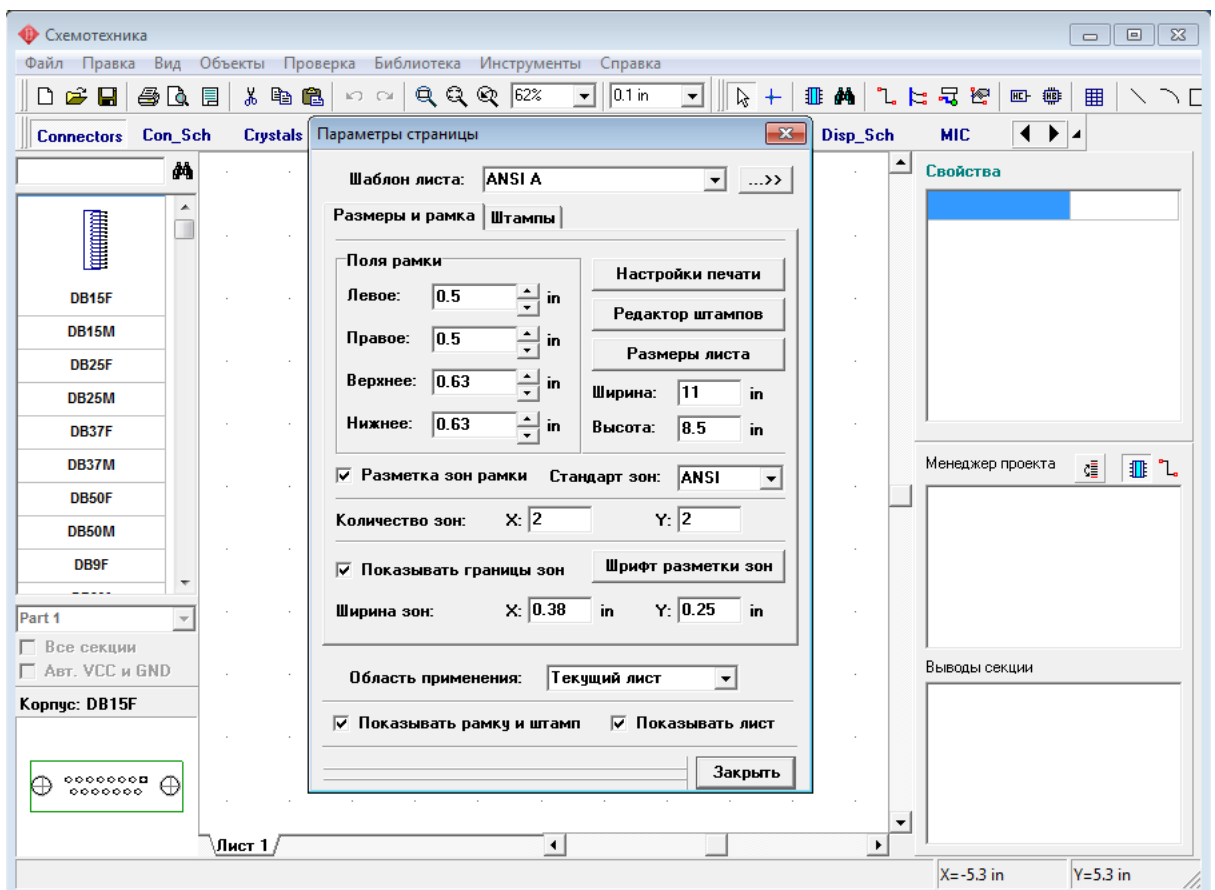 Схемотехника
Файл Правка Вид Объекты Проверка Библиотека Инструменты Справка
62% 0.1 in
Connectors Con_Sch Crystals Disp_Sch MIC
Параметры страницы
Шаблон листа: ANSI A ...>>
Размеры и рамка Штампы
Поля рамки
Левое: 0.5 in
Правое: 0.5 in
Верхнее: 0.63 in
Нижнее: 0.63 in
Настройки печати
Редактор штампов
Размеры листа
Ширина: 11 in
Высота: 8.5 in
Разметка зон рамки Стандарт зон: ANSI
Количество зон: X: 2 Y: 2
Показывать границы зон Шрифт разметки зон
Ширина зон: X: 0.38 in Y: 0.25 in
Область применения: Текущий лист
Показывать рамку и штамп Показывать лист
Закрыть
DB15F
DB15M
DB25F
DB25M
DB37F
DB37M
DB50F
DB50M
DB9F
Part 1
Все секции
Авт. VCC и GND
Корпус: DB15F
Лист 1
Свойства
Менеджер проекта
Выводы секции
X=-5.3 in Y=5.3 in